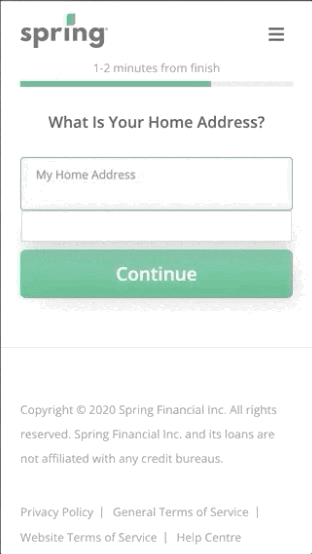 spring
1-2 minutes from finish
What Is Your Home Address?
My Home Address
Continue
Copyright © 2020 Spring Financial Inc. All rights
reserved. Spring Financial Inc. and its loans are
not affiliated with any credit bureaus.
Privacy Policy | General Terms of Service |
Website Terms of Service | Help Centre